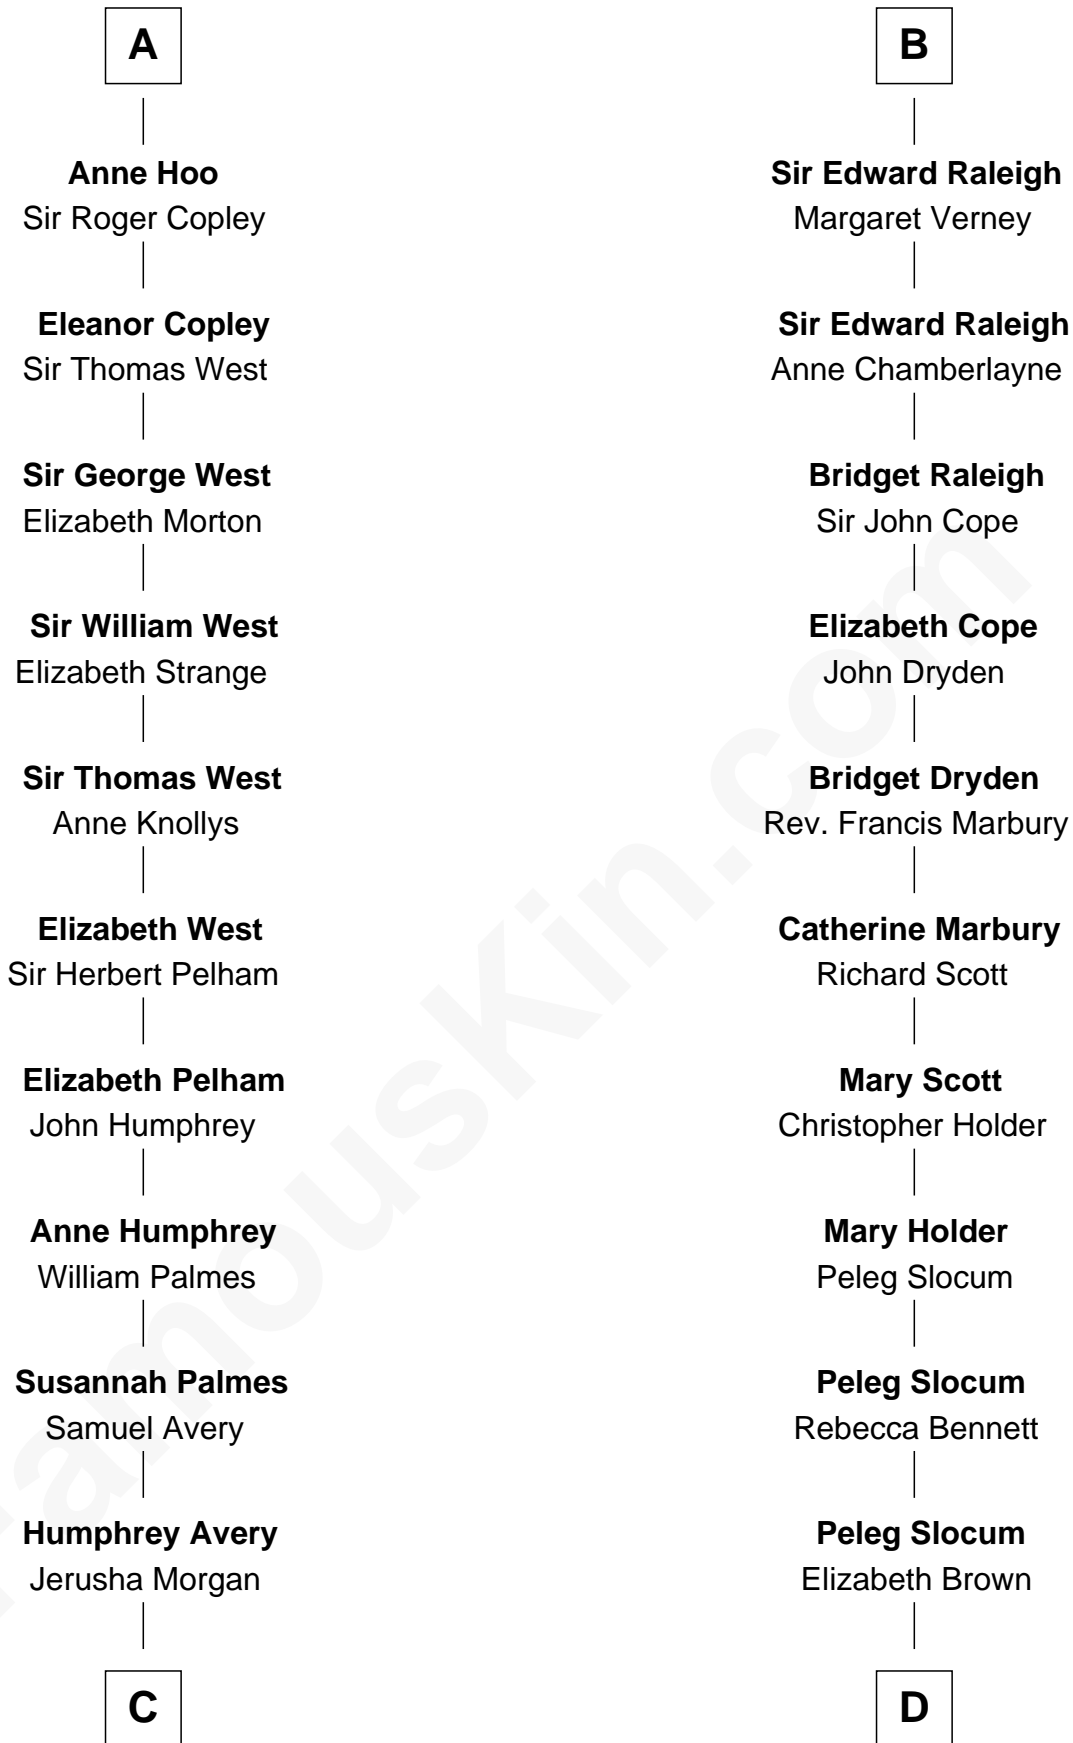 A
Anne Hoo
Sir Roger Copley
Eleanor Copley
Sir Thomas West
Sir George West
Elizabeth Morton
Sir William West
Elizabeth Strange
Sir Thomas West
Anne Knollys
Elizabeth West
Sir Herbert Pelham
Elizabeth Pelham
John Humphrey
Anne Humphrey
William Palmes
Susannah Palmes
Samuel Avery
Humphrey Avery
Jerusha Morgan
C
B
Sir Edward Raleigh
Margaret Verney
Sir Edward Raleigh
Anne Chamberlayne
Bridget Raleigh
Sir John Cope
Elizabeth Cope
John Dryden
Bridget Dryden
Rev. Francis Marbury
Catherine Marbury
Richard Scott
Mary Scott
Christopher Holder
Mary Holder
Peleg Slocum
Peleg Slocum
Rebecca Bennett
Peleg Slocum
Elizabeth Brown
D
FamousKin.com